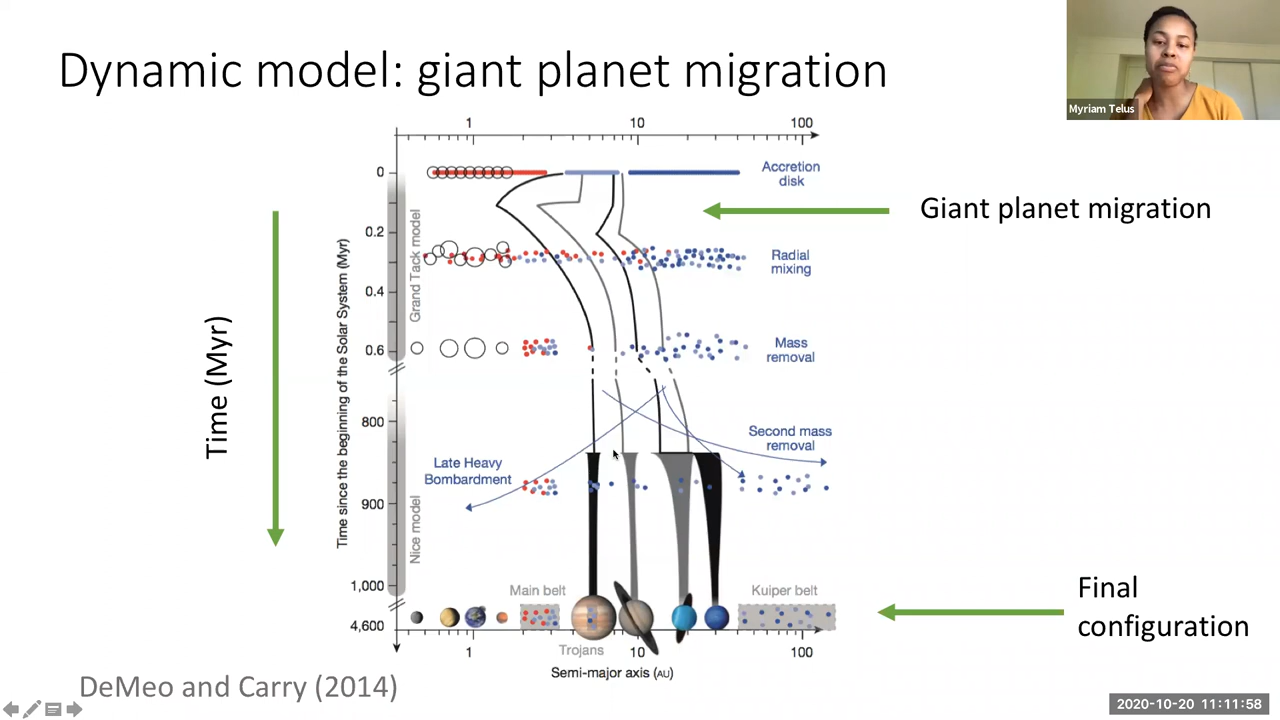 Dynamic model: giant planet migration
Myriam Telus
1 10 100
0
Accretion
disk
Giant planet migration
0.2
Grand Tack model
Radial
mixing
0.4
Time (Myr)
Time since the beginning of the Solar System (Myr)
Mass
removal
0.6
800
Second mass
removal
Late Heavy
Bombardment
900
Nice model
1,000
Main belt
Kuiper belt
Final
configuration
4,600
1 10 100
Trojans
Semi-major axis (AU)
DeMeo and Carry (2014)
2020-10-20 11:11:58